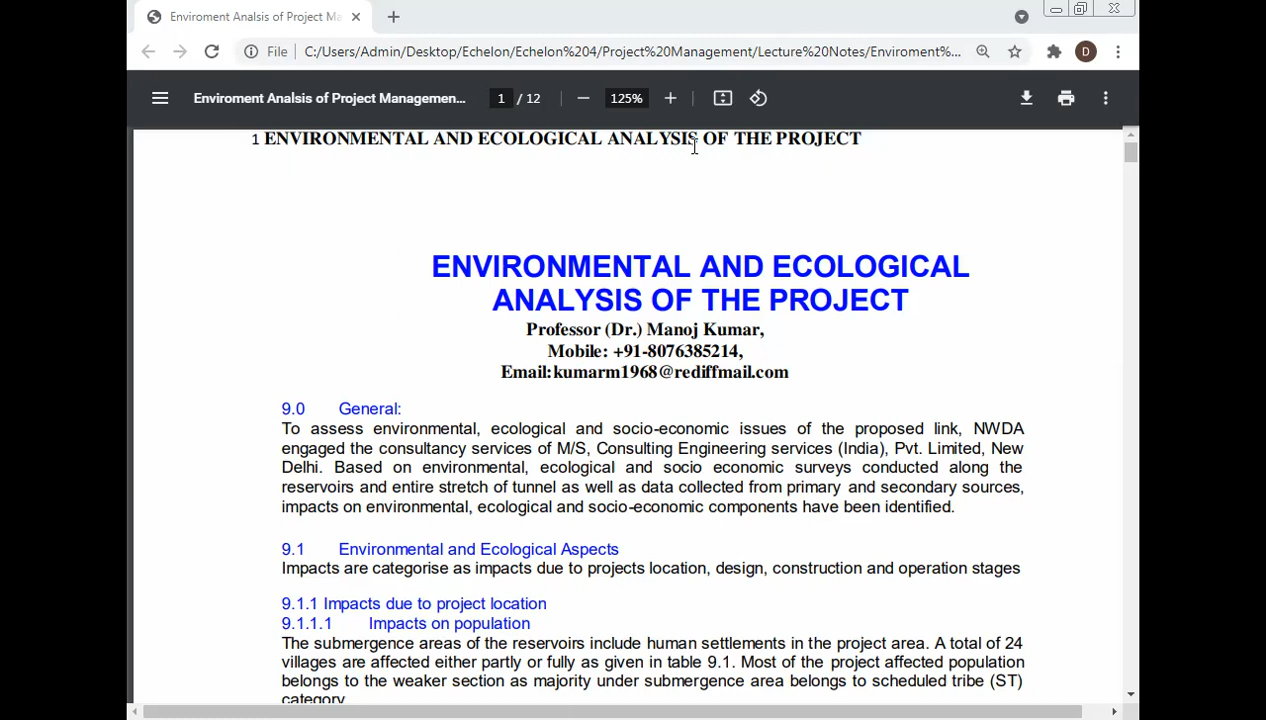 Enviroment Analsis of Project Ma
File
C:/Users/Admin/Desktop/Echelon/Echelon%204/Project%20Management/Lecture%20Notes/Enviroment%...
D
Enviroment Analsis of Project Managemen...
1 / 12
125%
1 ENVIRONMENTAL AND ECOLOGICAL ANALYSIS OF THE PROJECT
ENVIRONMENTAL AND ECOLOGICAL
ANALYSIS OF THE PROJECT
Professor (Dr.) Manoj Kumar,
Mobile: +91-8076385214,
Email:kumarm1968@rediffmail.com
9.0 General:
To assess environmental, ecological and socio-economic issues of the proposed link, NWDA
engaged the consultancy services of M/S, Consulting Engineering services (India), Pvt. Limited, New
Delhi. Based on environmental, ecological and socio economic surveys conducted along the
reservoirs and entire stretch of tunnel as well as data collected from primary and secondary sources,
impacts on environmental, ecological and socio-economic components have been identified.
9.1 Environmental and Ecological Aspects
Impacts are categorise as impacts due to projects location, design, construction and operation stages
9.1.1 Impacts due to project location
9.1.1.1 Impacts on population
The submergence areas of the reservoirs include human settlements in the project area. A total of 24
villages are affected either partly or fully as given in table 9.1. Most of the project affected population
belongs to the weaker section as majority under submergence area belongs to scheduled tribe (ST)
category